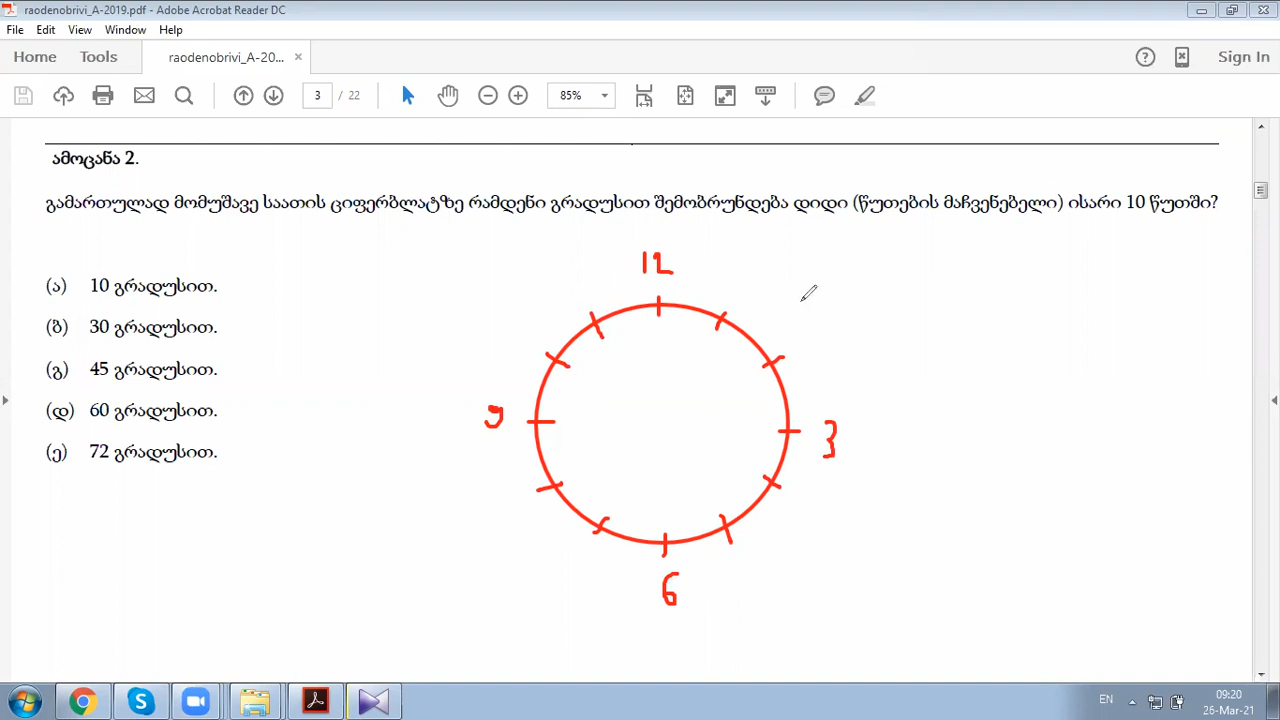 raodenobrivi_A-2019.pdf - Adobe Acrobat Reader DC
File Edit View Window Help
Home Tools raodenobrivi_A-20... × Sign In
3 / 22 85%
ამოცანა 2.
გამართულად მომუშავე საათის ციფერბლატზე რამდენი გრადუსით შემობრუნდება დიდი (წუთების მაჩვენებელი) ისარი 10 წუთში?
(ა) 10 გრადუსით.
(ბ) 30 გრადუსით.
(გ) 45 გრადუსით.
(დ) 60 გრადუსით.
(ე) 72 გრადუსით.
12
9
3
6
EN 09:20
26-Mar-21